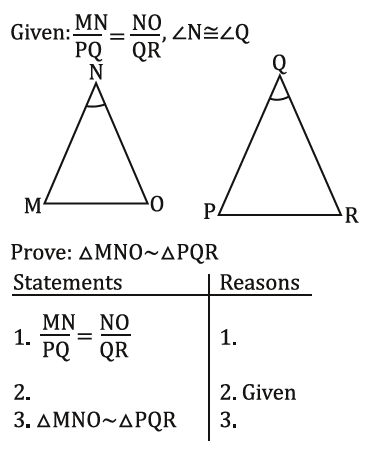 Given: MN/PQ = NO/QR, ∠N≅∠Q
N
M
O
Q
P
R
Prove: △MNO~△PQR
Statements Reasons
1. MN/PQ = NO/QR 1.
2. 2. Given
3. △MNO~△PQR 3.